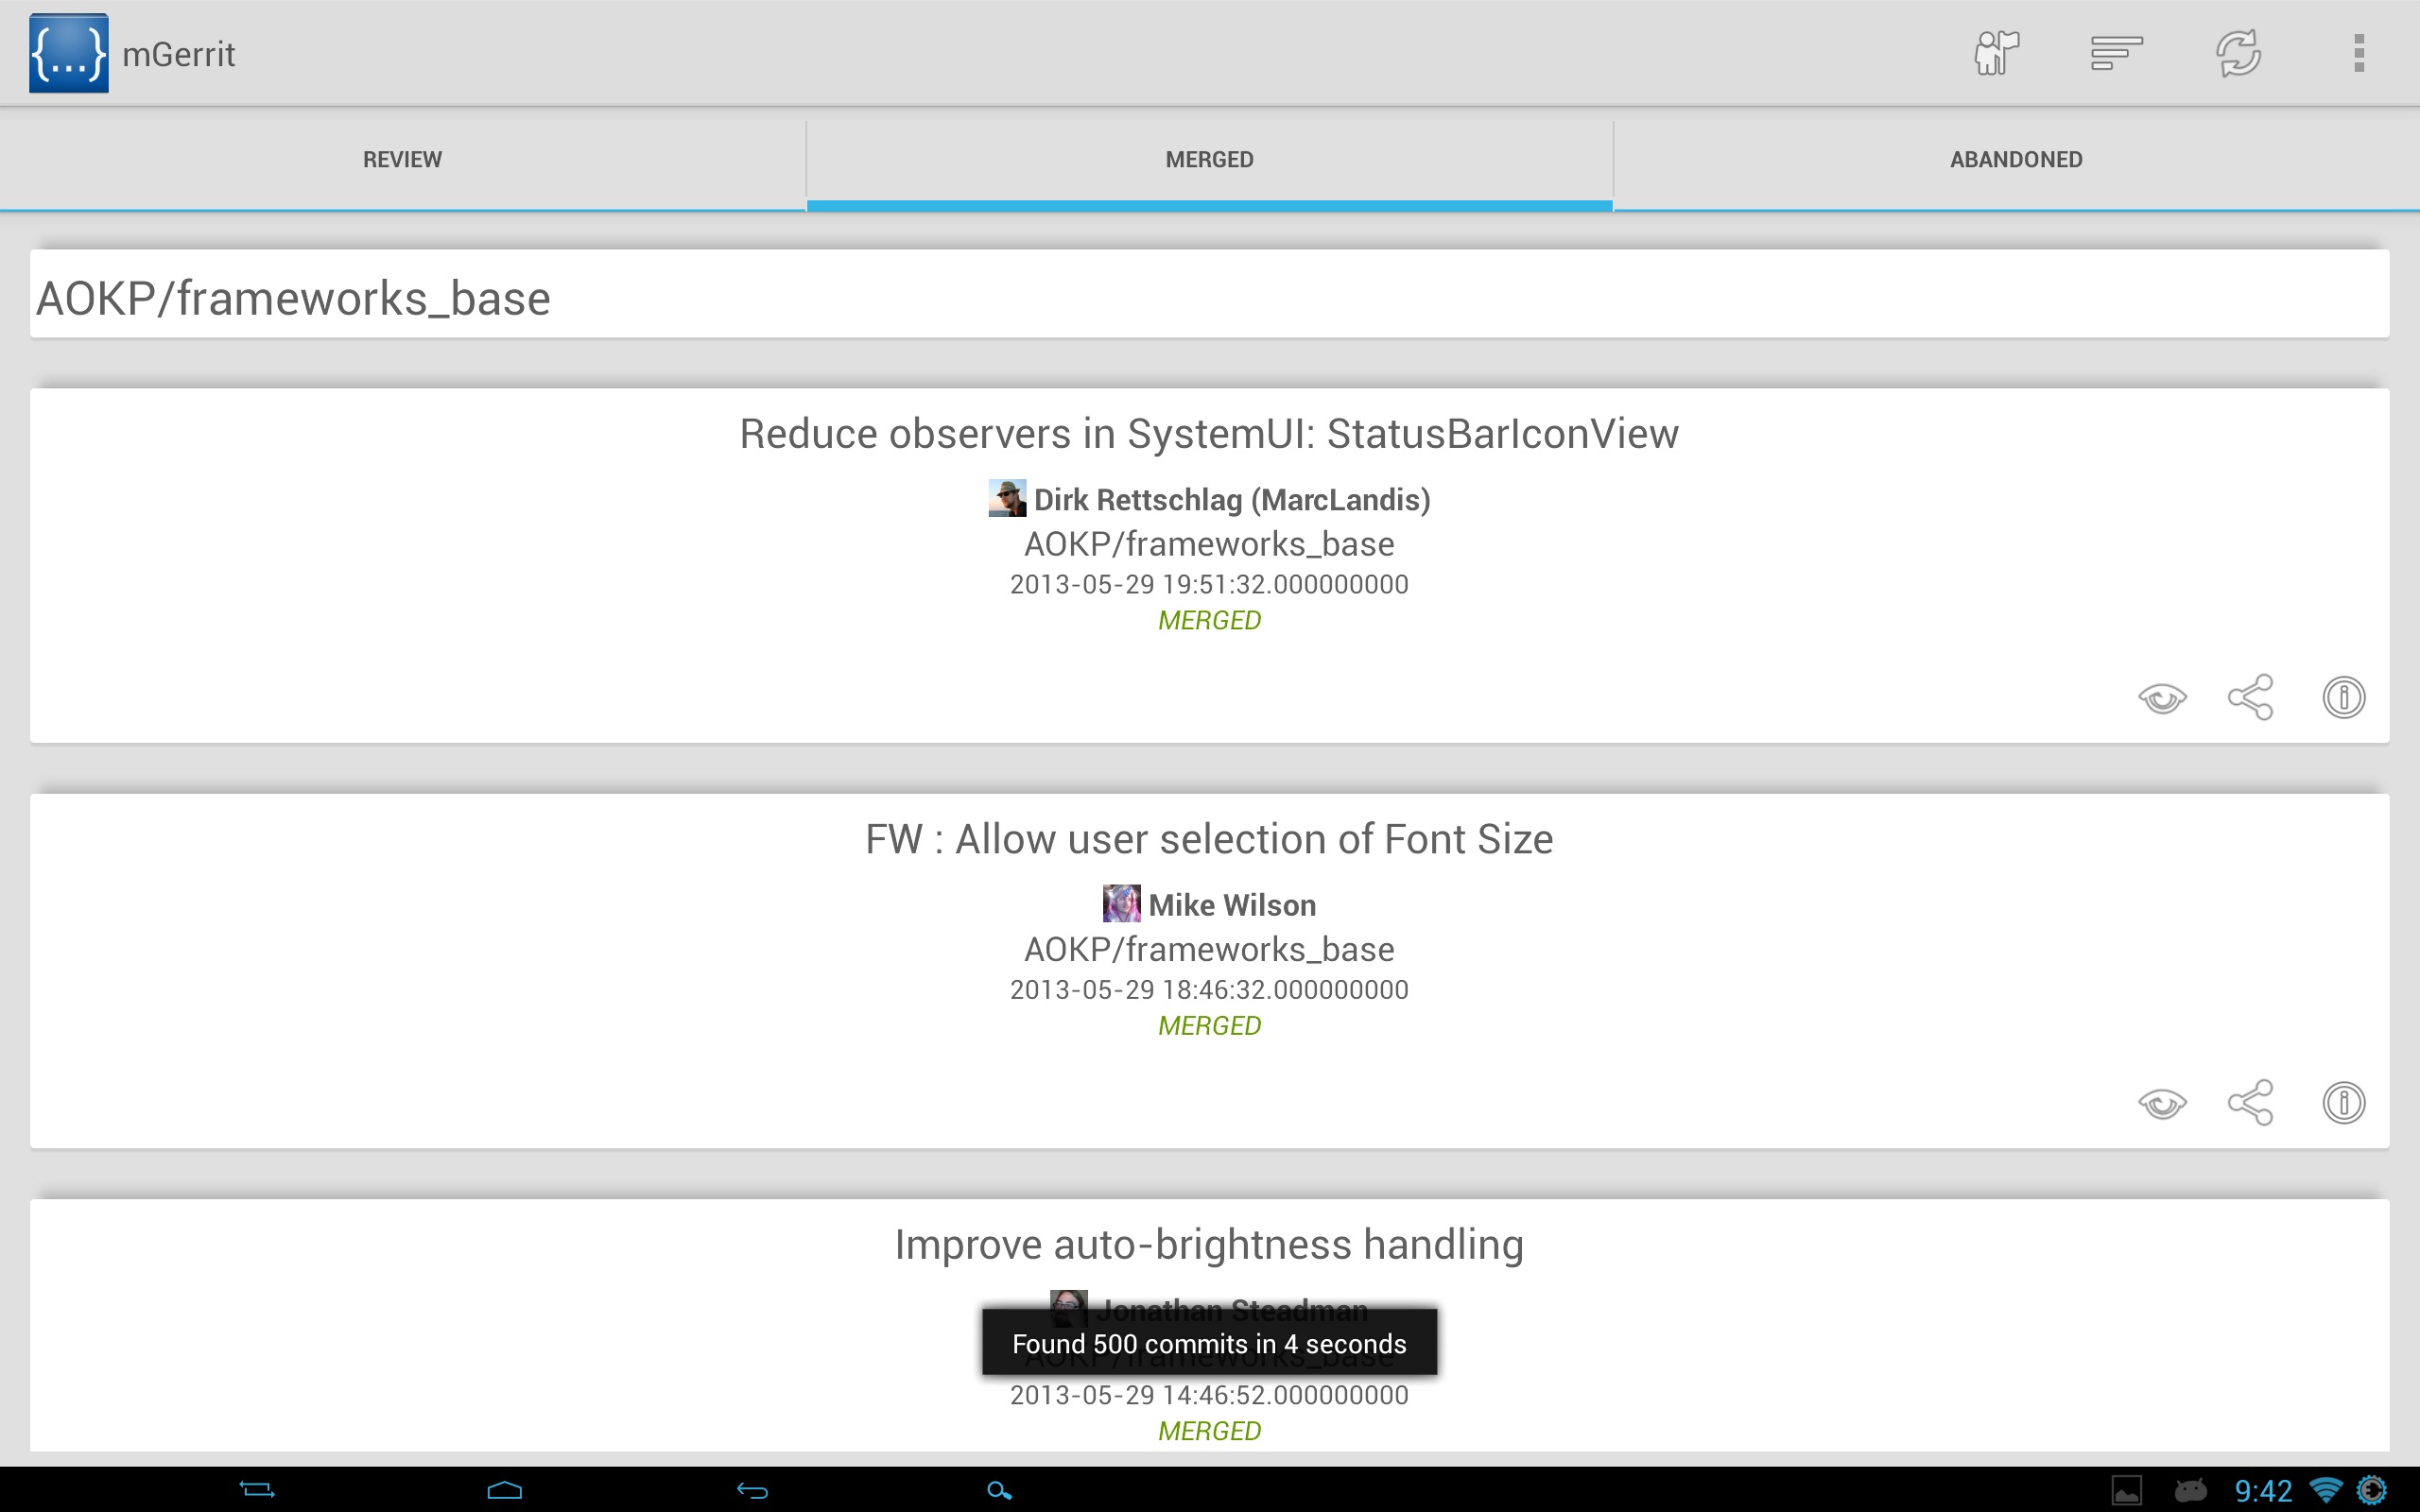 {...} mGerrit
REVIEW
MERGED
ABANDONED
AOKP/frameworks_base
Reduce observers in SystemUI: StatusBarIconView
Dirk Rettschlag (MarcLandis)
AOKP/frameworks_base
2013-05-29 19:51:32.000000000
MERGED
FW : Allow user selection of Font Size
Mike Wilson
AOKP/frameworks_base
2013-05-29 18:46:32.000000000
MERGED
Improve auto-brightness handling
Jonathan Steadman
AOKP/frameworks_base
Found 500 commits in 4 seconds
2013-05-29 14:46:52.000000000
MERGED
9:42